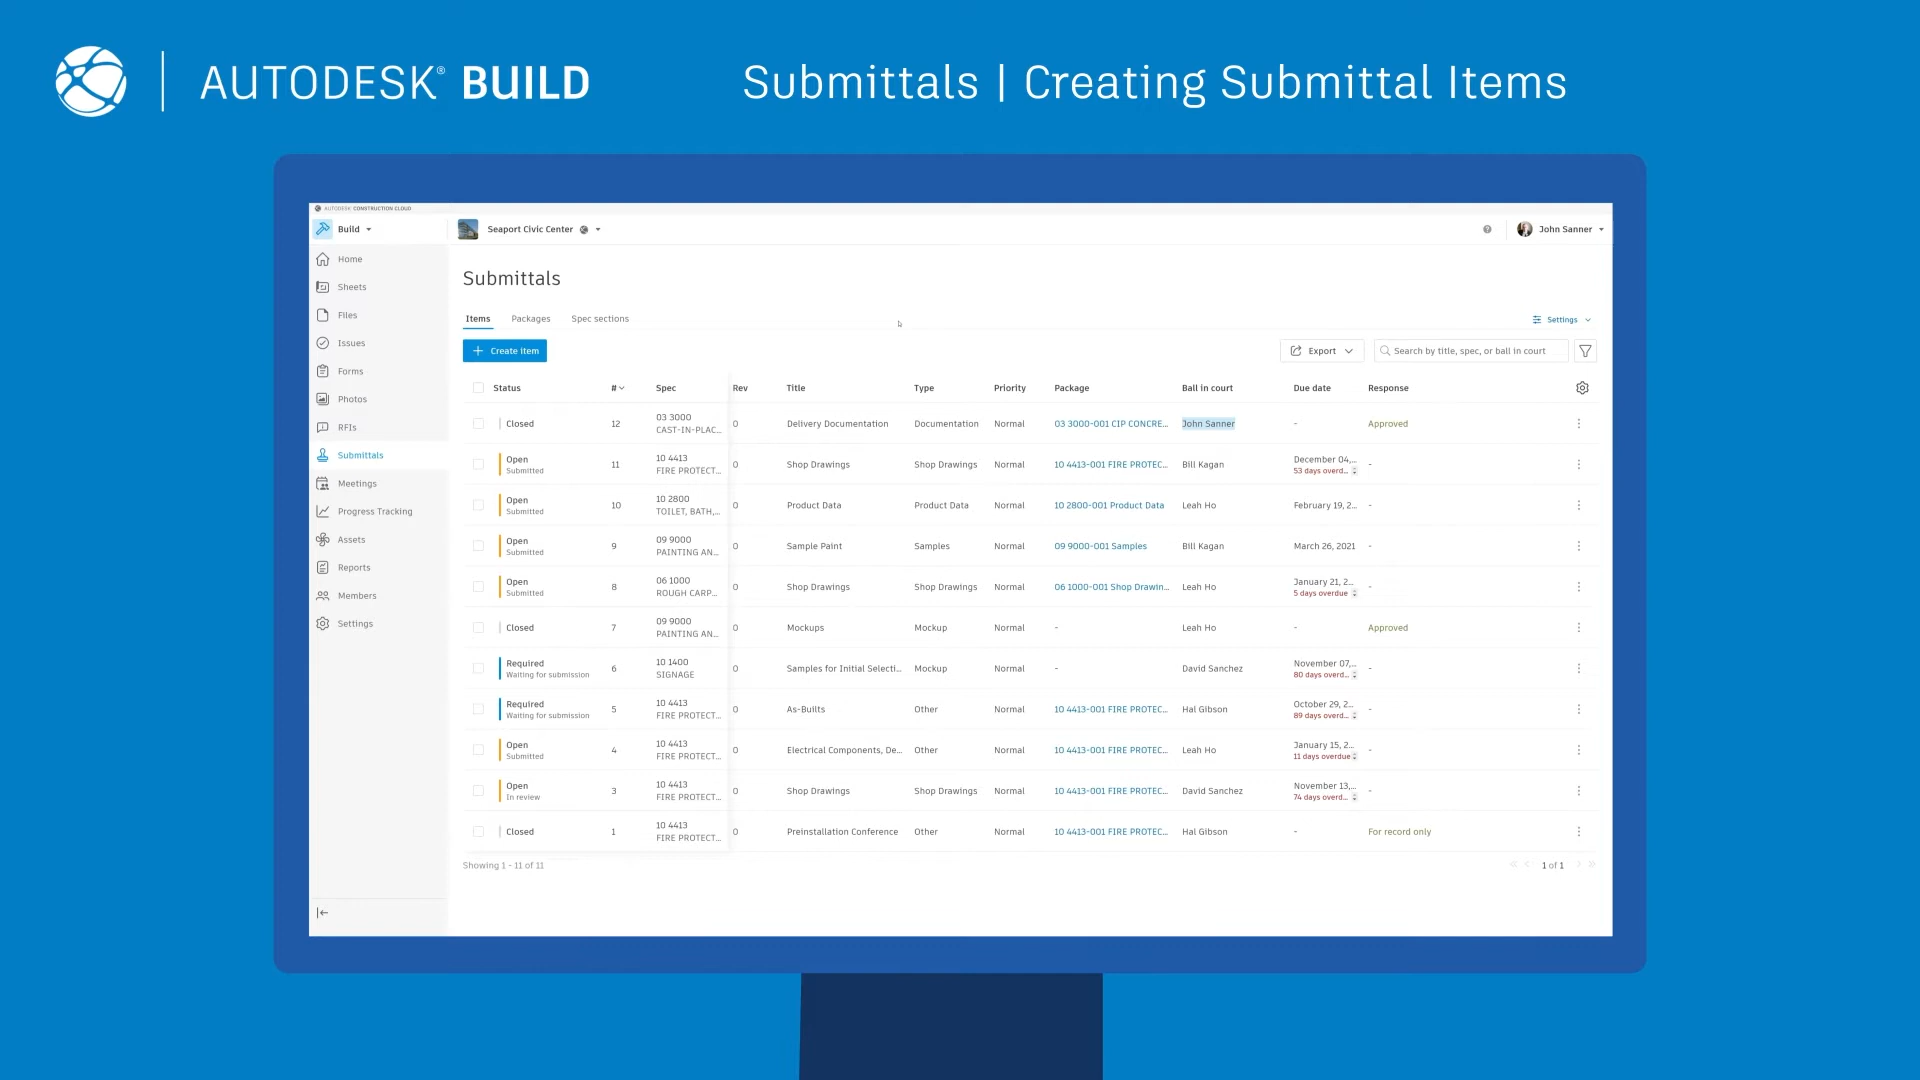 AUTODESK® BUILD
Submittals | Creating Submittal Items
AUTODESK CONSTRUCTION CLOUD
Build
Seaport Civic Center
John Sanner
Home
Sheets
Files
Issues
Forms
Photos
RFIs
Submittals
Meetings
Progress Tracking
Assets
Reports
Members
Settings
Submittals
Items Packages Spec sections
Settings
Create item
Export
Search by title, spec, or ball in court
Status # Spec Rev Title Type Priority Package Ball in court Due date Response
Closed 12 03 3000 0 Delivery Documentation Documentation Normal 03 3000-001 CIP CONCRE... John Sanner - Approved
CAST-IN-PLAC...
Open 11 10 4413 0 Shop Drawings Shop Drawings Normal 10 4413-001 FIRE PROTEC... Bill Kagan December 04,... -
Submitted FIRE PROTECT... 53 days overd...
Open 10 10 2800 0 Product Data Product Data Normal 10 2800-001 Product Data Leah Ho February 19, 2... -
Submitted TOILET, BATH,...
Open 9 09 9000 0 Sample Paint Samples Normal 09 9000-001 Samples Bill Kagan March 26, 2021 -
Submitted PAINTING AN...
Open 8 06 1000 0 Shop Drawings Shop Drawings Normal 06 1000-001 Shop Drawin... Leah Ho January 21, 2... -
Submitted ROUGH CARP... 5 days overdue
Closed 7 09 9000 0 Mockups Mockup Normal - Leah Ho - Approved
PAINTING AN...
Required 6 10 1400 0 Samples for Initial Selecti... Mockup Normal - David Sanchez November 07,... -
Waiting for submission SIGNAGE 80 days overd...
Required 5 10 4413 0 As-Builts Other Normal 10 4413-001 FIRE PROTEC... Hal Gibson October 29, 2... -
Waiting for submission FIRE PROTECT... 89 days overd...
Open 4 10 4413 0 Electrical Components, De... Other Normal 10 4413-001 FIRE PROTEC... Leah Ho January 15, 2... -
Submitted FIRE PROTECT... 11 days overdue
Open 3 10 4413 0 Shop Drawings Shop Drawings Normal 10 4413-001 FIRE PROTEC... David Sanchez November 13,... -
In review FIRE PROTECT... 74 days overd...
Closed 1 10 4413 0 Preinstallation Conference Other Normal 10 4413-001 FIRE PROTEC... Hal Gibson - For record only
FIRE PROTECT...
Showing 1 - 11 of 11
1 of 1